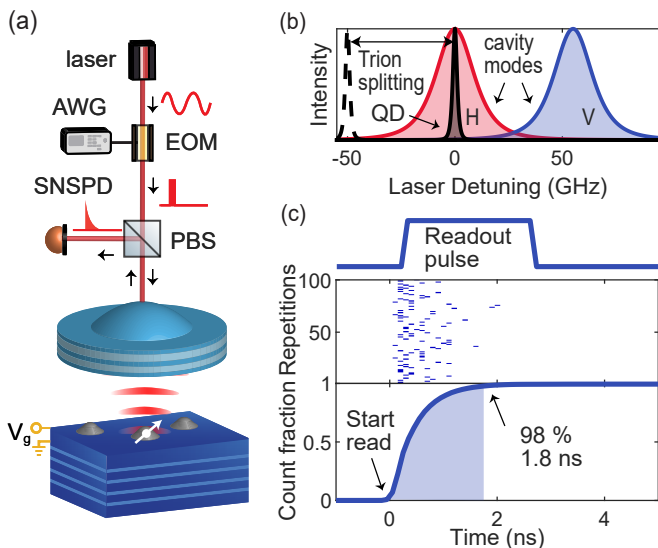 (a)
laser
AWG
EOM
SNSPD
PBS
Vg
(b)
Intensity
Trion
splitting
cavity
modes
QD
H
V
-50
0
50
Laser Detuning (GHz)
(c)
Readout
pulse
Repetitions
100
50
1
Count fraction
0.5
0
Start
read
98 %
1.8 ns
0
2
4
Time (ns)